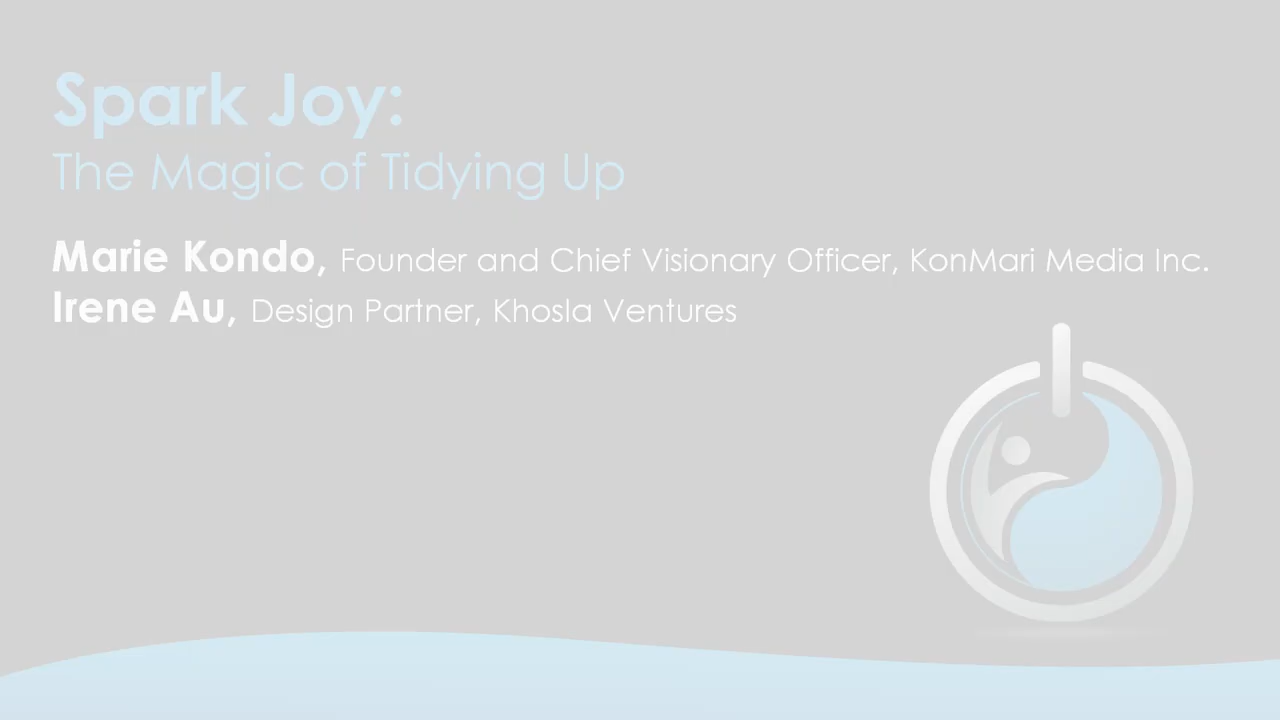 Spark Joy:
The Magic of Tidying Up
Marie Kondo, Founder and Chief Visionary Officer, KonMari Media Inc.
Irene Au, Design Partner, Khosla Ventures